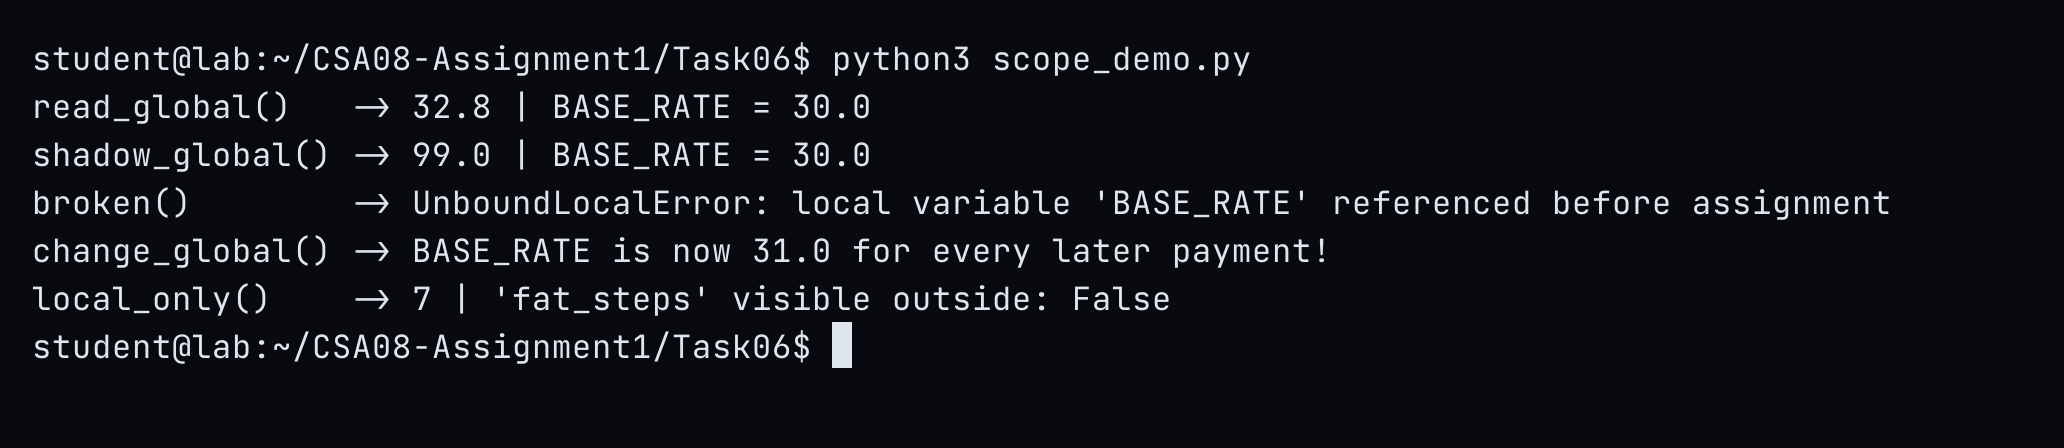 student@lab:~/CSA08-Assignment1/Task06$ python3 scope_demo.py
read_global()   -> 32.8 | BASE_RATE = 30.0
shadow_global() -> 99.0 | BASE_RATE = 30.0
broken()        -> UnboundLocalError: local variable 'BASE_RATE' referenced before assignment
change_global() -> BASE_RATE is now 31.0 for every later payment!
local_only()    -> 7 | 'fat_steps' visible outside: False
student@lab:~/CSA08-Assignment1/Task06$